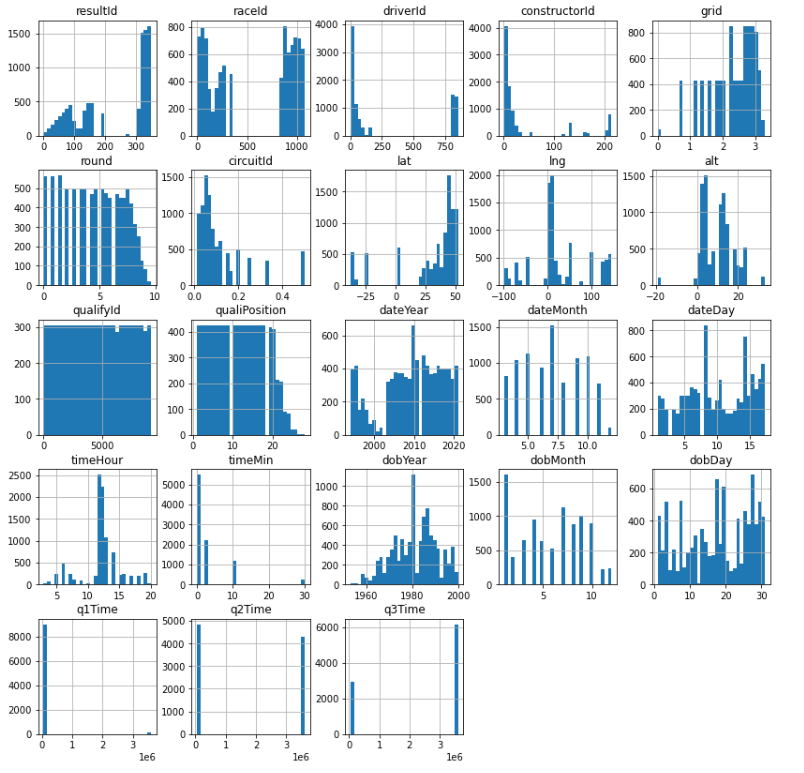 resultId raceId driverId constructorId grid
1500 1000 500 0
800 600 400 200 0
4000 3000 2000 1000 0
4000 3000 2000 1000 0
800 600 400 200 0
0 100 200 300
0 500 1000
0 250 500 750
0 100 200
0 1 2 3
round circuitId lat lng alt
500 400 300 200 100 0
1500 1000 500 0
1500 1000 500 0
2000 1500 1000 500 0
1500 1000 500 0
0 5 10
0.0 0.2 0.4
−25 0 25 50
−100 0 100
−20 0 20
qualifyId qualiPosition dateYear dateMonth dateDay
300 200 100 0
400 300 200 100 0
600 400 200 0
1500 1000 500 0
800 600 400 200 0
0 5000
0 10 20
2000 2010 2020
5.0 7.5 10.0
5 10 15
timeHour timeMin dobYear dobMonth dobDay
2500 2000 1500 1000 500 0
5000 4000 3000 2000 1000 0
1000 800 600 400 200 0
1500 1000 500 0
600 400 200 0
5 10 15 20
0 10 20 30
1960 1980 2000
5 10
0 10 20 30
q1Time q2Time q3Time
8000 6000 4000 2000 0
5000 4000 3000 2000 1000 0
6000 4000 2000 0
0 1 2 3
1e6
0 1 2 3
1e6
0 1 2 3
1e6